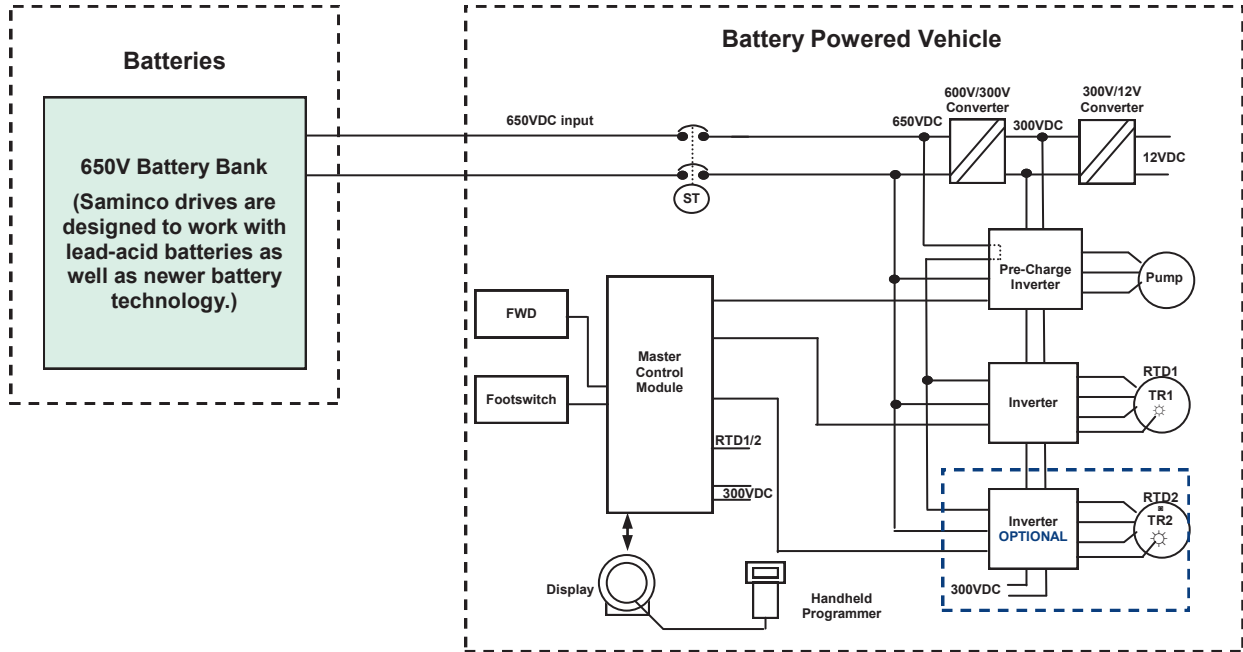 Batteries
650V Battery Bank
(Saminco drives are
designed to work with
lead-acid batteries as
well as newer battery
technology.)
Battery Powered Vehicle
650VDC input
ST
650VDC
600V/300V
Converter
300VDC
300V/12V
Converter
12VDC
Pre-Charge
Inverter
Pump
FWD
Footswitch
Master
Control
Module
RTD1/2
300VDC
Inverter
RTD1
TR1
Inverter
OPTIONAL
RTD2
TR2
300VDC
Display
Handheld
Programmer